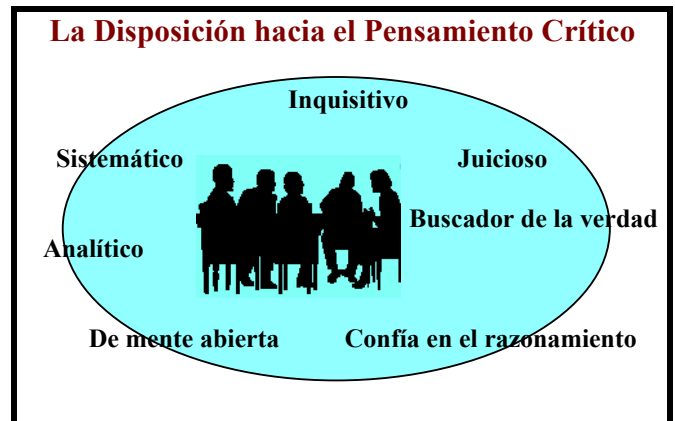 La Disposición hacia el Pensamiento Crítico
Inquisitivo
Sistemático
Juicioso
Buscador de la verdad
Analítico
De mente abierta
Confía en el razonamiento